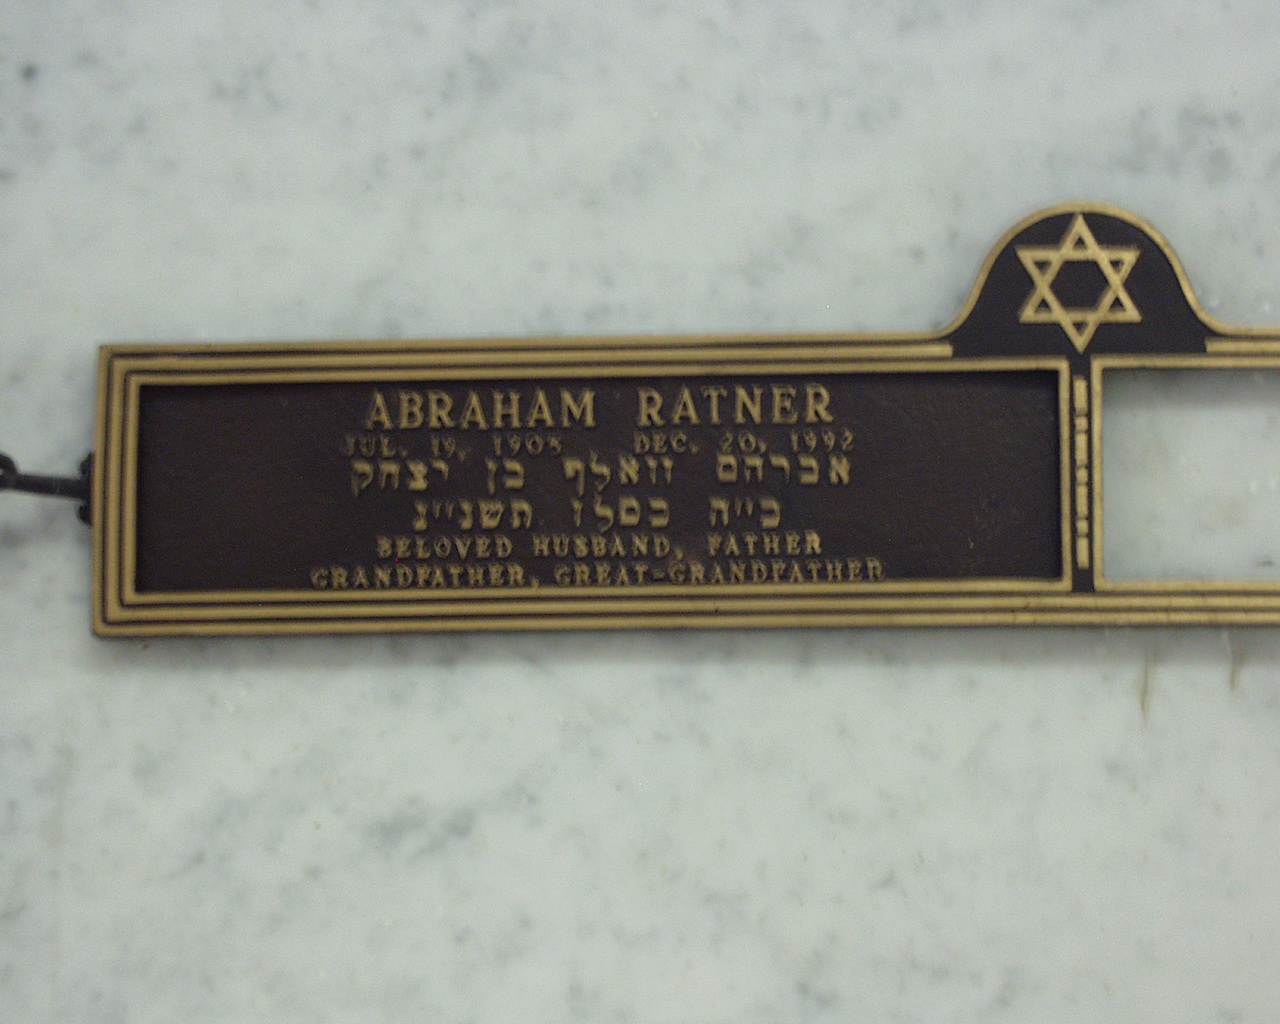 ABRAHAM RATNER
JUL. 19, 1905 DEC. 20, 1992
אברהם וואלף בן יצחק
כ״ה כסלו תשנ״ג
BELOVED HUSBAND, FATHER
GRANDFATHER, GREAT-GRANDFATHER